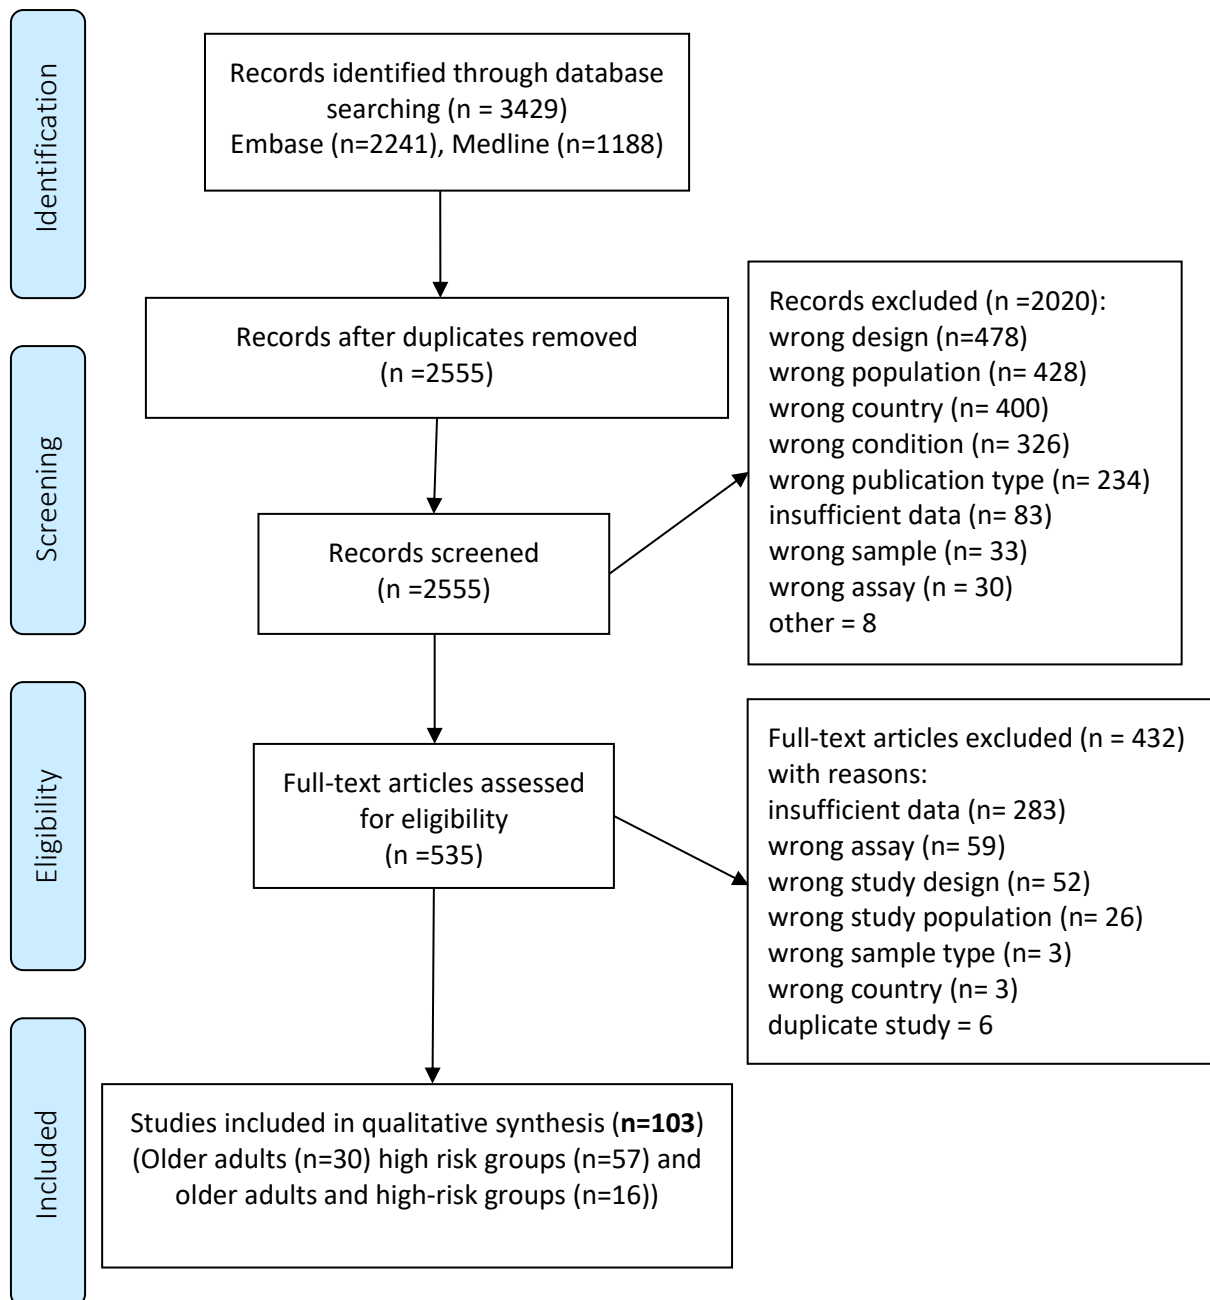 Identification
Records identified through database
searching (n = 3429)
Embase (n=2241), Medline (n=1188)
Screening
Records after duplicates removed
(n =2555)
Records screened
(n =2555)
Records excluded (n =2020):
wrong design (n=478)
wrong population (n= 428)
wrong country (n= 400)
wrong condition (n= 326)
wrong publication type (n= 234)
insufficient data (n= 83)
wrong sample (n= 33)
wrong assay (n = 30)
other = 8
Eligibility
Full-text articles assessed
for eligibility
(n =535)
Full-text articles excluded (n = 432)
with reasons:
insufficient data (n= 283)
wrong assay (n= 59)
wrong study design (n= 52)
wrong study population (n= 26)
wrong sample type (n= 3)
wrong country (n= 3)
duplicate study = 6
Included
Studies included in qualitative synthesis (n=103)
(Older adults (n=30) high risk groups (n=57) and
older adults and high-risk groups (n=16))